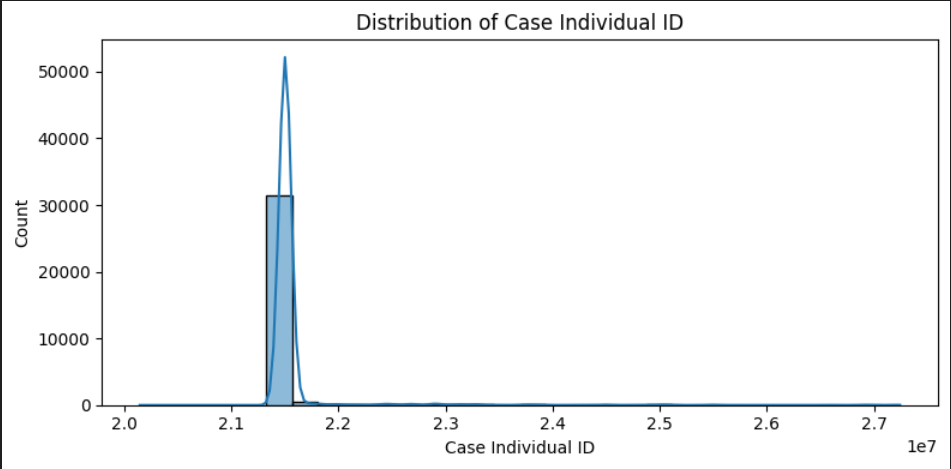 Distribution of Case Individual ID
50000
40000
30000
20000
10000
0
Count
2.0 2.1 2.2 2.3 2.4 2.5 2.6 2.7
1e7
Case Individual ID